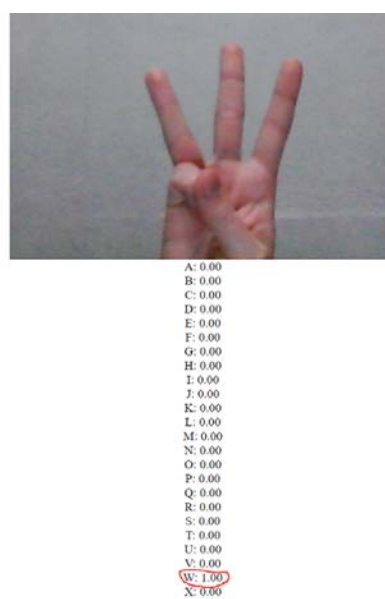 A: 0.00
B: 0.00
C: 0.00
D: 0.00
E: 0.00
F: 0.00
G: 0.00
H: 0.00
I: 0.00
J: 0.00
K: 0.00
L: 0.00
M: 0.00
N: 0.00
O: 0.00
P: 0.00
Q: 0.00
R: 0.00
S: 0.00
T: 0.00
U: 0.00
V: 0.00
W: 1.00
X: 0.00